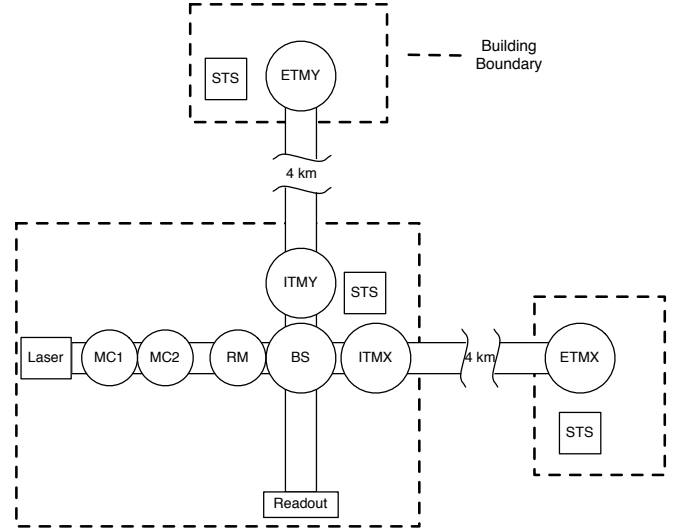 Building
Boundary
STS
ETMY
4 km
ITMY
STS
Laser
MC1
MC2
RM
BS
ITMX
4 km
ETMX
STS
Readout